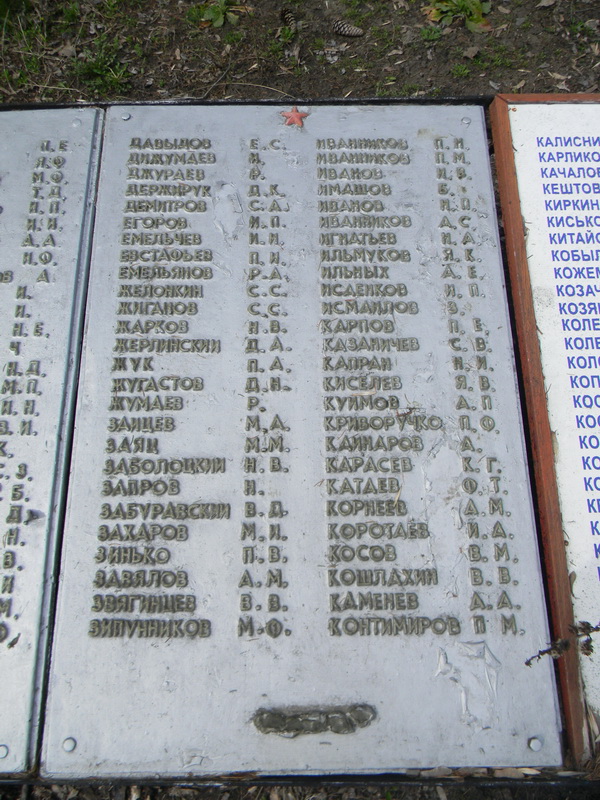 П.Е
Я.Ф
М.Ф
Т.Д
П.П
Н.И
А.А
Н.Ф.
А
И.
И.
Н.Е.
Ч
Н.Д
М.П
И.Н
В.И.
ДАВЫДОВ Е.С.
ДИЖУМАЕВ И.
ДЖУРАЕВ Р.
ДЕРЖИРУК Д.К.
ДЕМИТРОВ С.А.
ЕГОРОВ И.П.
ЕМЕЛЬЧЕВ И.Н.
ЕВСТАФЬЕВ П.И.
ЕМЕЛЬЯНОВ Р.А.
ЖЕЛОНКИН С.С.
ЖИГАНОВ С.С.
ЖАРКОВ Н.В.
ЖЕРЛИНСКИЙ Д.А.
ЖУК П.А.
ЖУГАСТОВ Д.Н.
ЖУМАЕВ Р.
ЗАЙЦЕВ М.А.
ЗАЯЦ М.М.
ЗАБОЛОЦКИЙ Н.В.
ЗАПРОВ Н.
ЗАБУРАВСКИЙ В.Д.
ЗАХАРОВ М.И.
ЗИНЬКО П.В.
ЗАВЯЛОВ А.М.
ЗВЯГИНЦЕВ В.В.
ЗИПУННИКОВ М.Ф.
ИВАННИКОВ П.И.
ИВАННИКОВ П.М.
ИВАНОВ И.В.
ИМАШОВ Б.
ИВАНОВ Н.П.
ИВАННИКОВ А.С.
ИГНАТЬЕВ Н.А.
ИЛЬМУКОВ Я.К.
ИЛЬНЫХ А.Е.
ИСАЕНКОВ И.П.
ИСМАИЛОВ З.
КАРПОВ П.Е.
КАЗАНИЧЕВ С.В.
КАПРАН Н.И.
КИСЕЛЕВ Я.В.
КУИМОВ А.П
КРИВОРУЧКО П.Ф.
КАЙНАРОВ А.
КАРАСЕВ К.Г.
КАТАЕВ Ф.Т.
КОРНЕЕВ А.М.
КОРОТАЕВ И.А.
КОСОВ В.М.
КОШЛАХИН В.В.
КАМЕНЕВ А.А.
КОНТИМИРОВ П.М.
КАЛИСНИ
КАРЛИКО
КАЧАЛОВ
КЕШТОВ
КИРКИН
КИСЬКО
КИТАЙС
КОБЫЛ
КОЖЕМ
КОЗАЧ
КОЗЯ
КОЛЕ
КОЛЕ
КОЛО
КОП
КОС
КОС
КО
КО
КО